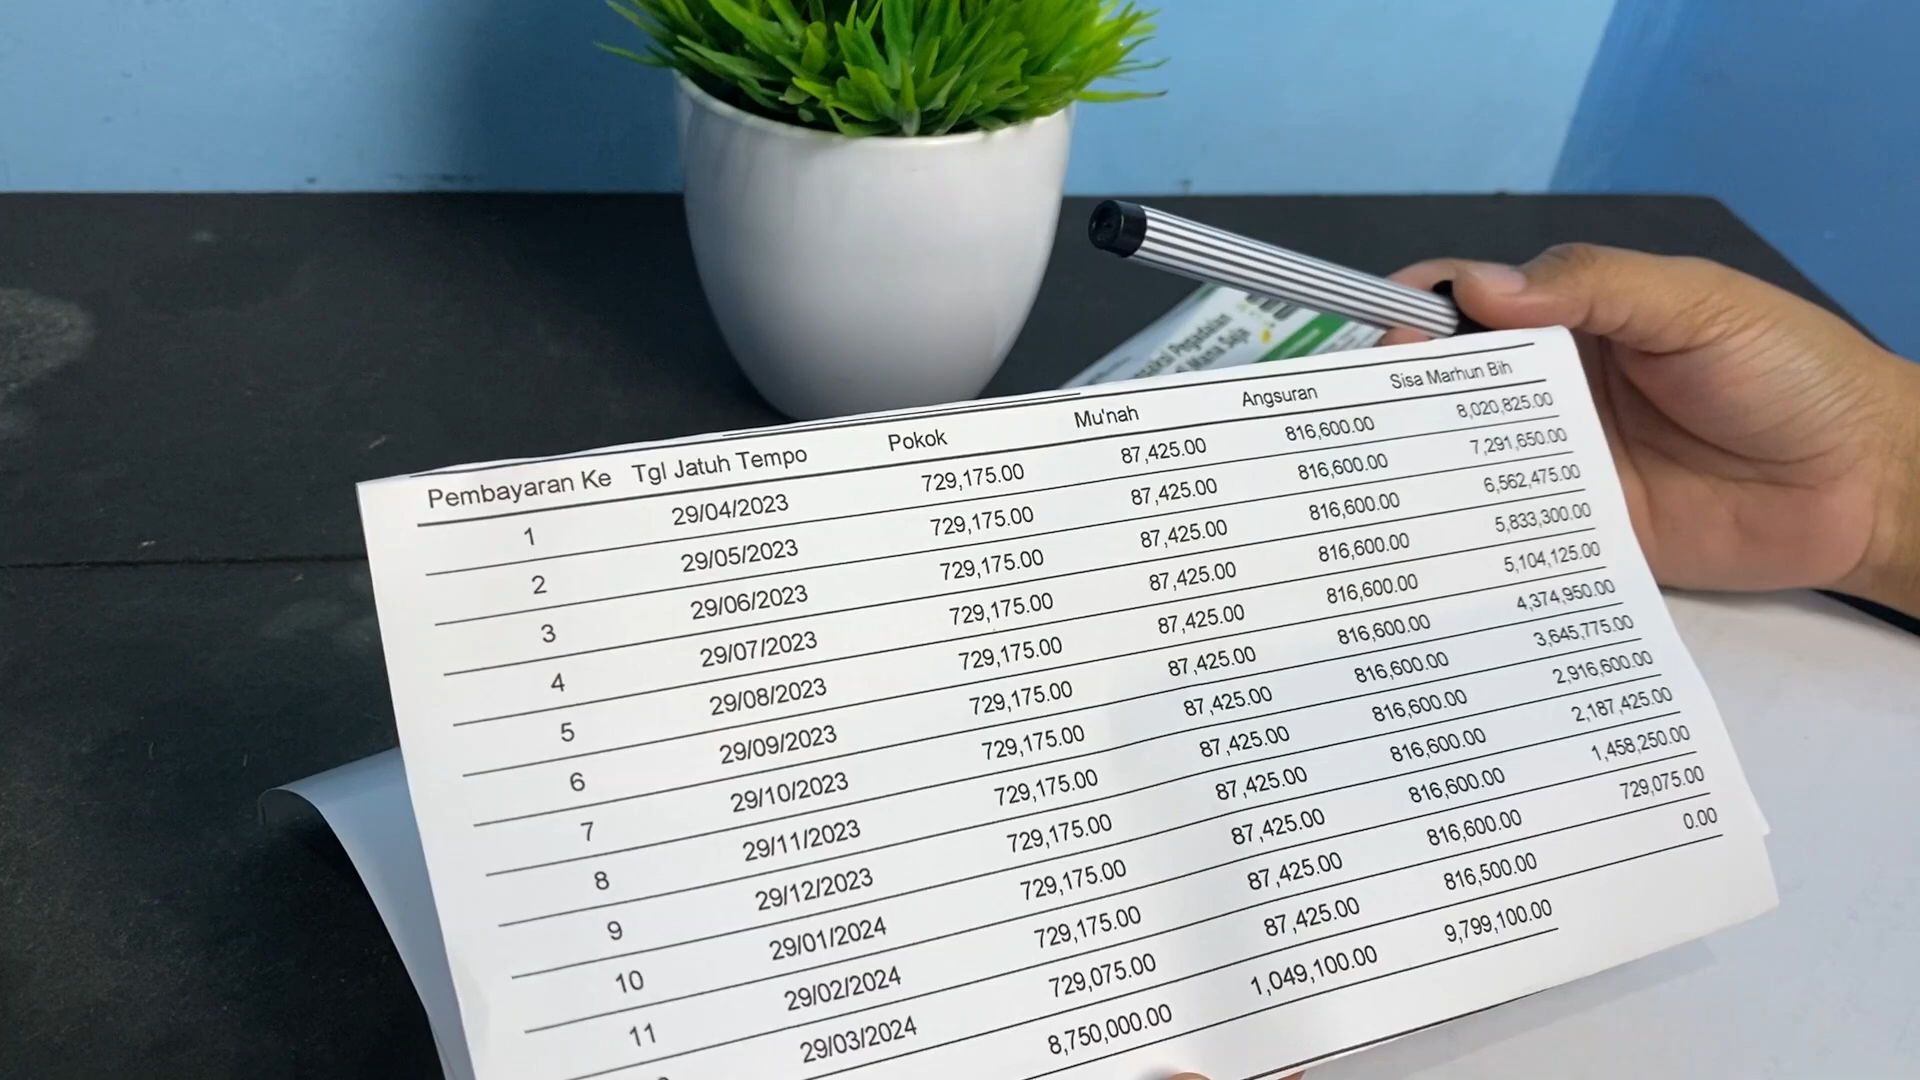 Pegadaian
Mana Saja
Pembayaran Ke Tgl Jatuh Tempo Pokok Mu'nah Angsuran Sisa Marhun Bih
1 29/04/2023 729,175.00 87,425.00 816,600.00 8,020,825.00
2 29/05/2023 729,175.00 87,425.00 816,600.00 7,291,650.00
3 29/06/2023 729,175.00 87,425.00 816,600.00 6,562,475.00
4 29/07/2023 729,175.00 87,425.00 816,600.00 5,833,300.00
5 29/08/2023 729,175.00 87,425.00 816,600.00 5,104,125.00
6 29/09/2023 729,175.00 87,425.00 816,600.00 4,374,950.00
7 29/10/2023 729,175.00 87,425.00 816,600.00 3,645,775.00
8 29/11/2023 729,175.00 87,425.00 816,600.00 2,916,600.00
9 29/12/2023 729,175.00 87,425.00 816,600.00 2,187,425.00
10 29/01/2024 729,175.00 87,425.00 816,600.00 1,458,250.00
11 29/02/2024 729,175.00 87,425.00 816,600.00 729,075.00
29/03/2024 729,075.00 87,425.00 816,500.00 0.00
8,750,000.00 1,049,100.00 9,799,100.00